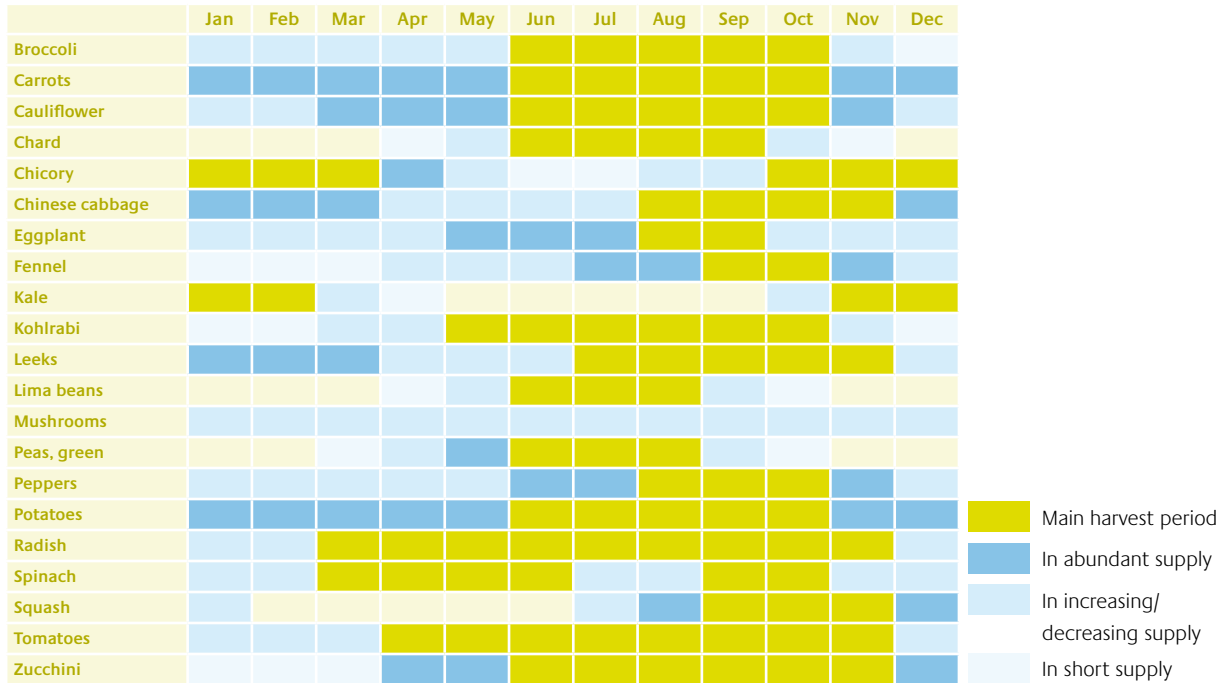 Jan Feb Mar Apr May Jun Jul Aug Sep Oct Nov Dec
Broccoli
Carrots
Cauliflower
Chard
Chicory
Chinese cabbage
Eggplant
Fennel
Kale
Kohlrabi
Leeks
Lima beans
Mushrooms
Peas, green
Peppers
Potatoes
Radish
Spinach
Squash
Tomatoes
Zucchini
Main harvest period
In abundant supply
In increasing/
decreasing supply
In short supply